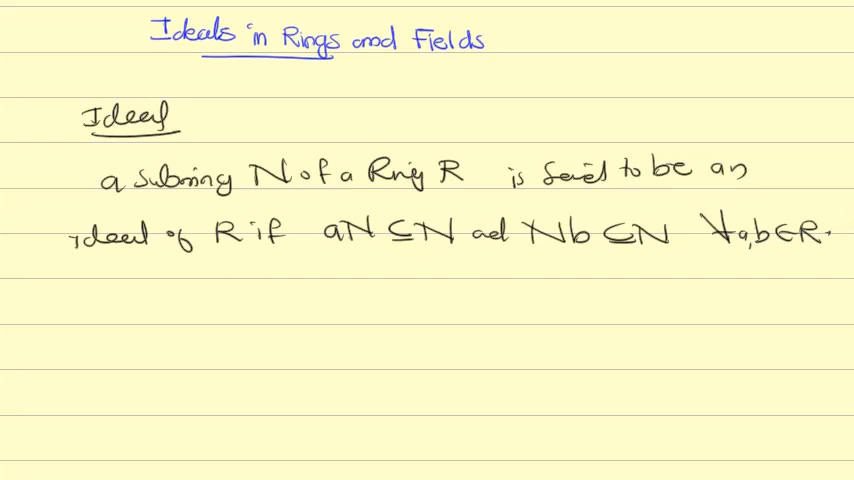 Ideals in Rings and Fields
Ideal
a subring N of a Ring R is said to be an
ideal of R if aN ⊆ N and Nb ⊆ N ∀ a,b ∈ R.